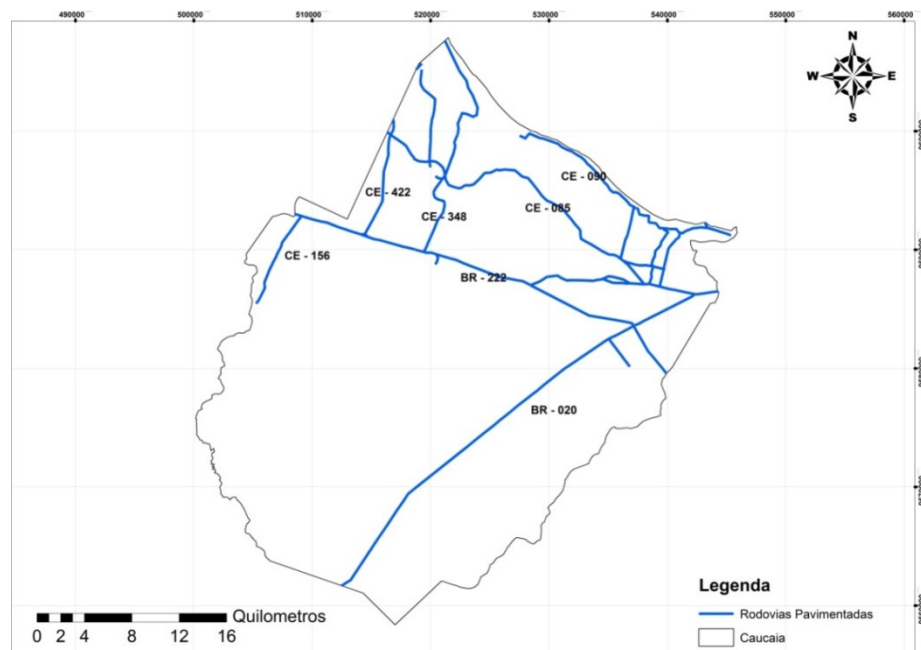 490000 500000 510000 520000 530000 540000 550000 560000
N
W E
S
CE - 090
CE - 422
CE - 085
CE - 348
CE - 156
BR - 222
BR - 020
Legenda
Rodovias Pavimentadas
Caucaia
Quilometros
0 2 4 8 12 16